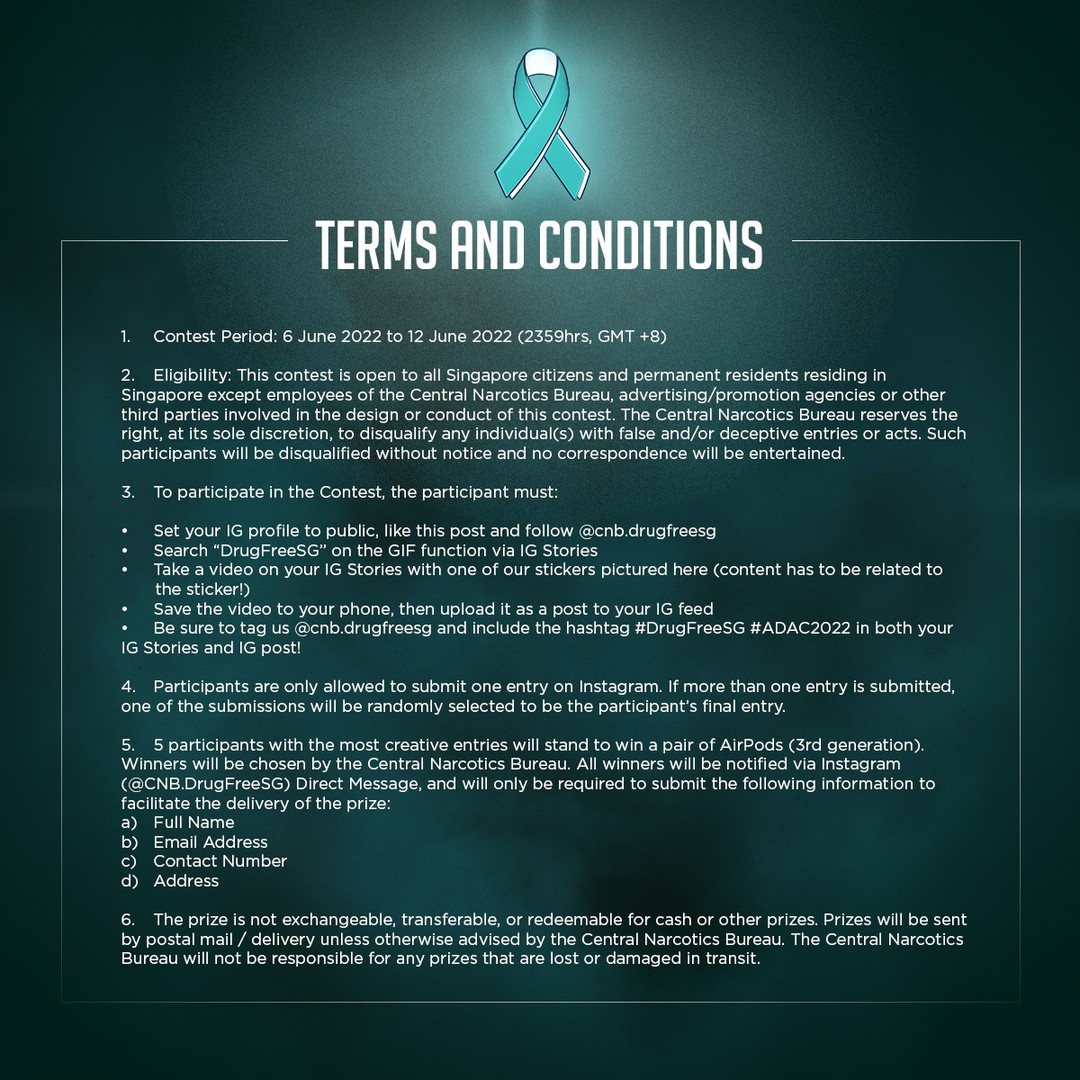 TERMS AND CONDITIONS
1. Contest Period: 6 June 2022 to 12 June 2022 (2359hrs, GMT +8)
2. Eligibility: This contest is open to all Singapore citizens and permanent residents residing in
Singapore except employees of the Central Narcotics Bureau, advertising/promotion agencies or other
third parties involved in the design or conduct of this contest. The Central Narcotics Bureau reserves the
right, at its sole discretion, to disqualify any individual(s) with false and/or deceptive entries or acts. Such
participants will be disqualified without notice and no correspondence will be entertained.
3. To participate in the Contest, the participant must:
• Set your IG profile to public, like this post and follow @cnb.drugfreesg
• Search “DrugFreeSG” on the GIF function via IG Stories
• Take a video on your IG Stories with one of our stickers pictured here (content has to be related to
the sticker!)
• Save the video to your phone, then upload it as a post to your IG feed
• Be sure to tag us @cnb.drugfreesg and include the hashtag #DrugFreeSG #ADAC2022 in both your
IG Stories and IG post!
4. Participants are only allowed to submit one entry on Instagram. If more than one entry is submitted,
one of the submissions will be randomly selected to be the participant’s final entry.
5. 5 participants with the most creative entries will stand to win a pair of AirPods (3rd generation).
Winners will be chosen by the Central Narcotics Bureau. All winners will be notified via Instagram
(@CNB.DrugFreeSG) Direct Message, and will only be required to submit the following information to
facilitate the delivery of the prize:
a) Full Name
b) Email Address
c) Contact Number
d) Address
6. The prize is not exchangeable, transferable, or redeemable for cash or other prizes. Prizes will be sent
by postal mail / delivery unless otherwise advised by the Central Narcotics Bureau. The Central Narcotics
Bureau will not be responsible for any prizes that are lost or damaged in transit.